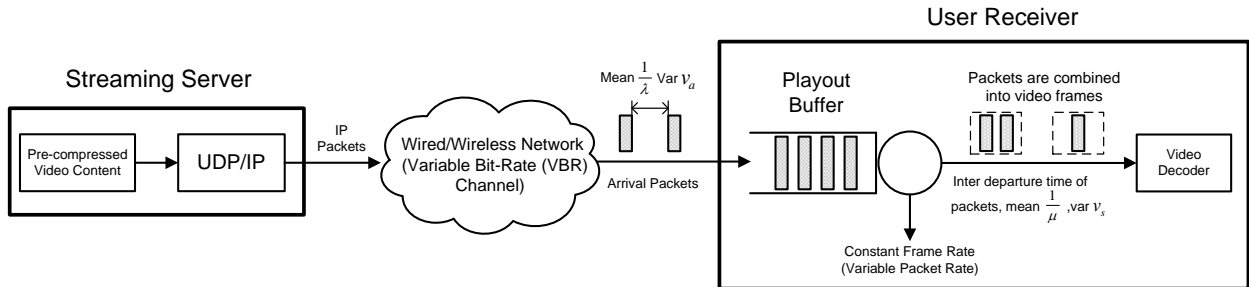 Streaming Server
Pre-compressed
Video Content
UDP/IP
IP
Packets
Wired/Wireless Network
(Variable Bit-Rate (VBR)
Channel)
Mean 1/λ Var vₐ
Arrival Packets
User Receiver
Playout
Buffer
Packets are combined
into video frames
Inter departure time of
packets, mean 1/μ ,var vₛ
Constant Frame Rate
(Variable Packet Rate)
Video
Decoder